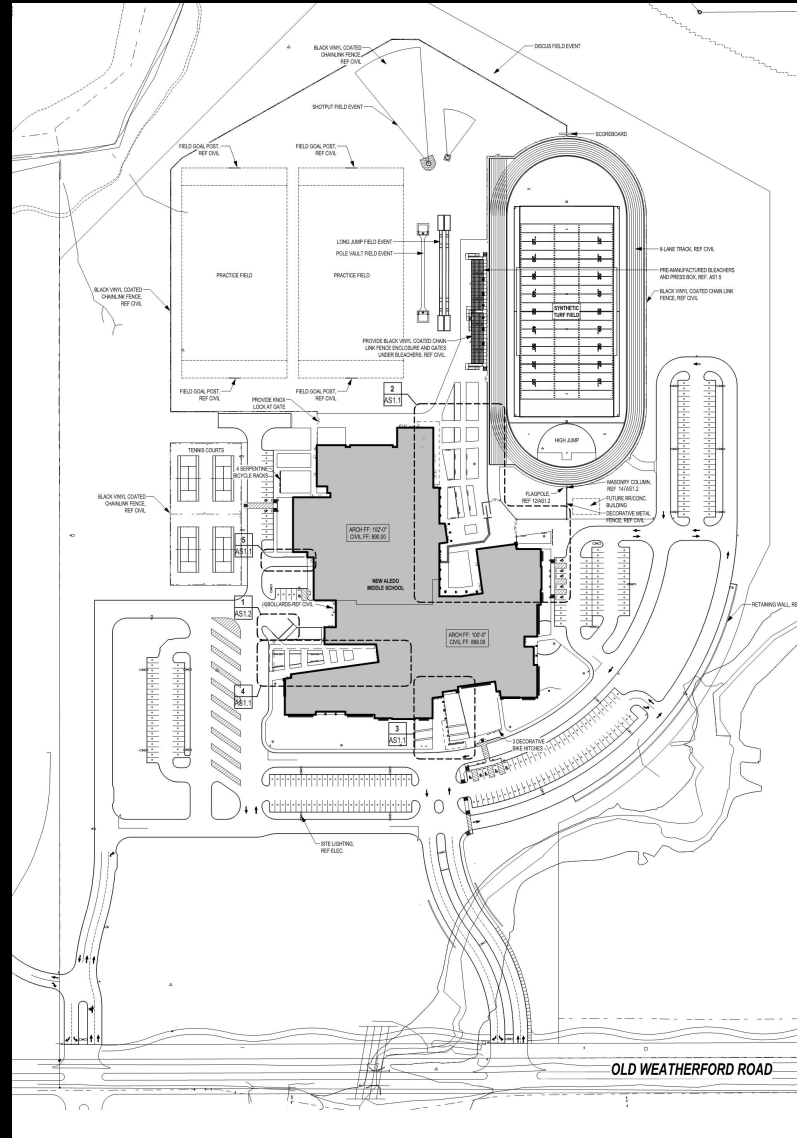 BLACK VINYL COATED
CHAINLINK FENCE,
REF CIVIL
DISCUS FIELD EVENT
SHOTPUT FIELD EVENT
SCOREBOARD
FIELD GOAL POST,
REF CIVIL
FIELD GOAL POST,
REF CIVIL
LONG JUMP FIELD EVENT
POLE VAULT FIELD EVENT
8-LANE TRACK, REF CIVIL
PRACTICE FIELD
PRACTICE FIELD
PRE-MANUFACTURED BLEACHERS
AND PRESS BOX, REF. AS1.5
BLACK VINYL COATED
CHAINLINK FENCE,
REF CIVIL
BLACK VINYL COATED CHAIN LINK
FENCE, REF CIVIL
SYNTHETIC
TURF FIELD
PROVIDE BLACK VINYL COATED CHAIN
LINK FENCE ENCLOSURE AND GATES
UNDER BLEACHERS, REF CIVIL.
FIELD GOAL POST,
REF CIVIL
FIELD GOAL POST,
REF CIVIL
2
AS1.1
PROVIDE KNOX
LOCK AT GATE
HIGH JUMP
TENNIS COURTS
4 SERPENTINE
BICYCLE RACKS
MASONRY COLUMN,
REF 14/AS1.2
FLAGPOLE,
REF 12/AS1.2
FUTURE RR/CONC.
BUILDING
DECORATIVE METAL
FENCE, REF CIVIL
BLACK VINYL COATED
CHAINLINK FENCE,
REF CIVIL
ARCH FF: 102'-0"
CIVIL FF: 890.00
5
AS1.1
NEW ALEDO
MIDDLE SCHOOL
1
AS1.2
(4)BOLLARDS-REF CIVIL
RETAINING WALL, RE
ARCH FF: 100'-0"
CIVIL FF: 888.00
4
AS1.1
3
AS1.1
3 DECORATIVE
BIKE HITCHES
SITE LIGHTING,
REF ELEC.
OLD WEATHERFORD ROAD